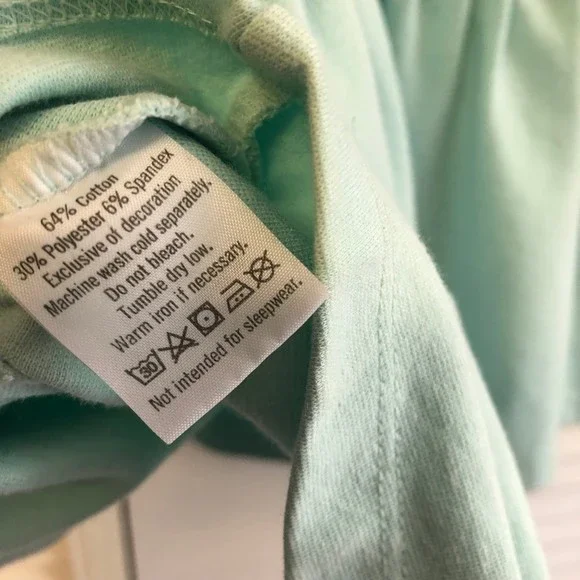 64% Cotton
30% Polyester 6% Spandex
Exclusive of decoration
Machine wash cold separately.
Do not bleach.
Tumble dry low.
Warm iron if necessary.
30
Not intended for sleepwear.